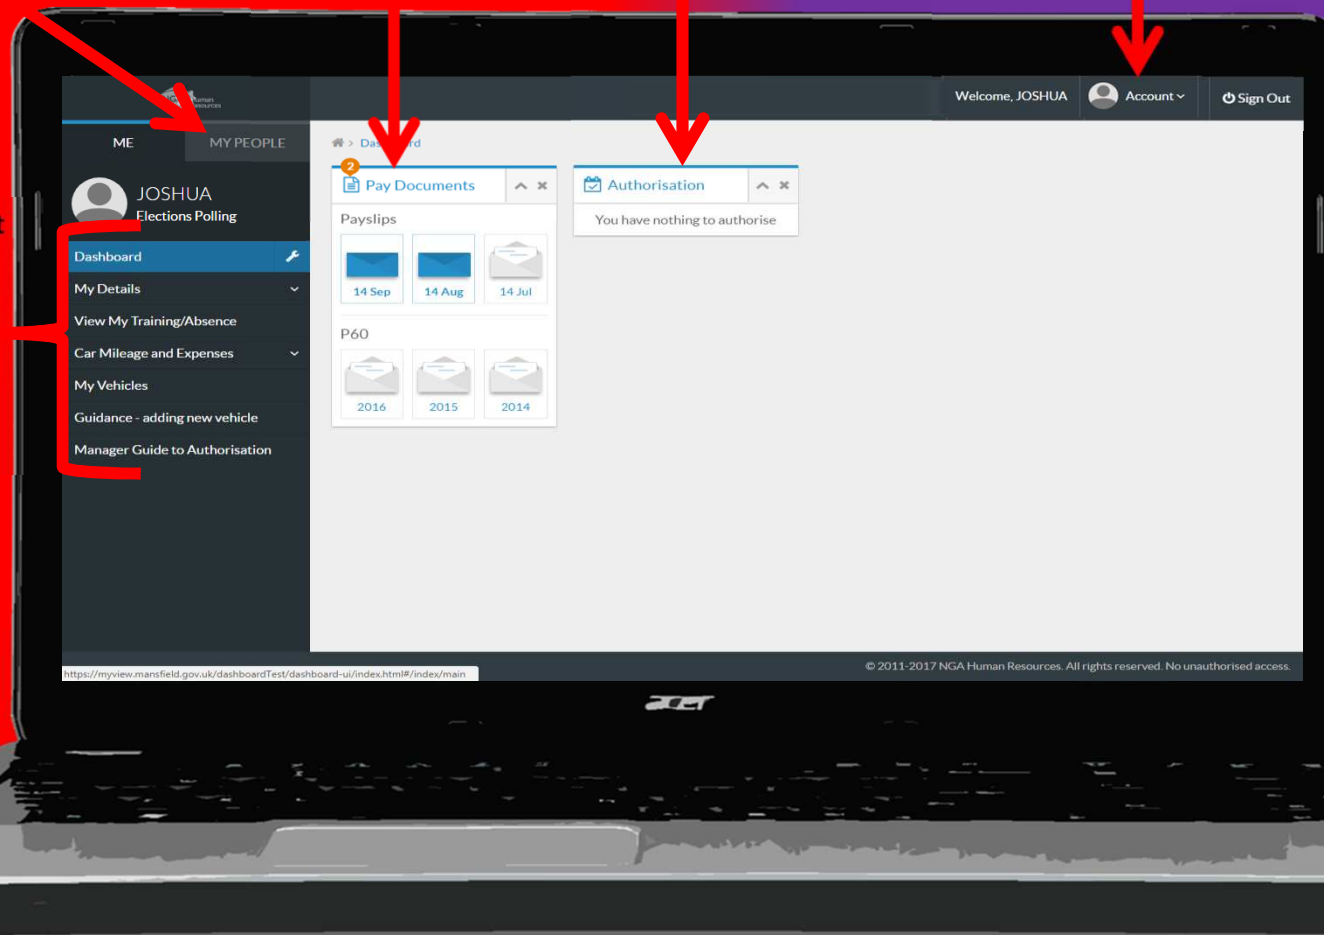 Welcome, JOSHUA
Account
Sign Out
Human
Resources
ME
MY PEOPLE
JOSHUA
Elections Polling
Dashboard
My Details
View My Training/Absence
Car Mileage and Expenses
My Vehicles
Guidance - adding new vehicle
Manager Guide to Authorisation
2
Pay Documents
Payslips
14 Sep
14 Aug
14 Jul
P60
2016
2015
2014
Authorisation
You have nothing to authorise
© 2011-2017 NGA Human Resources. All rights reserved. No unauthorised access.
https://myview.mansfield.gov.uk/dashboardTest/dashboard-ui/index.html#/index/main
acer